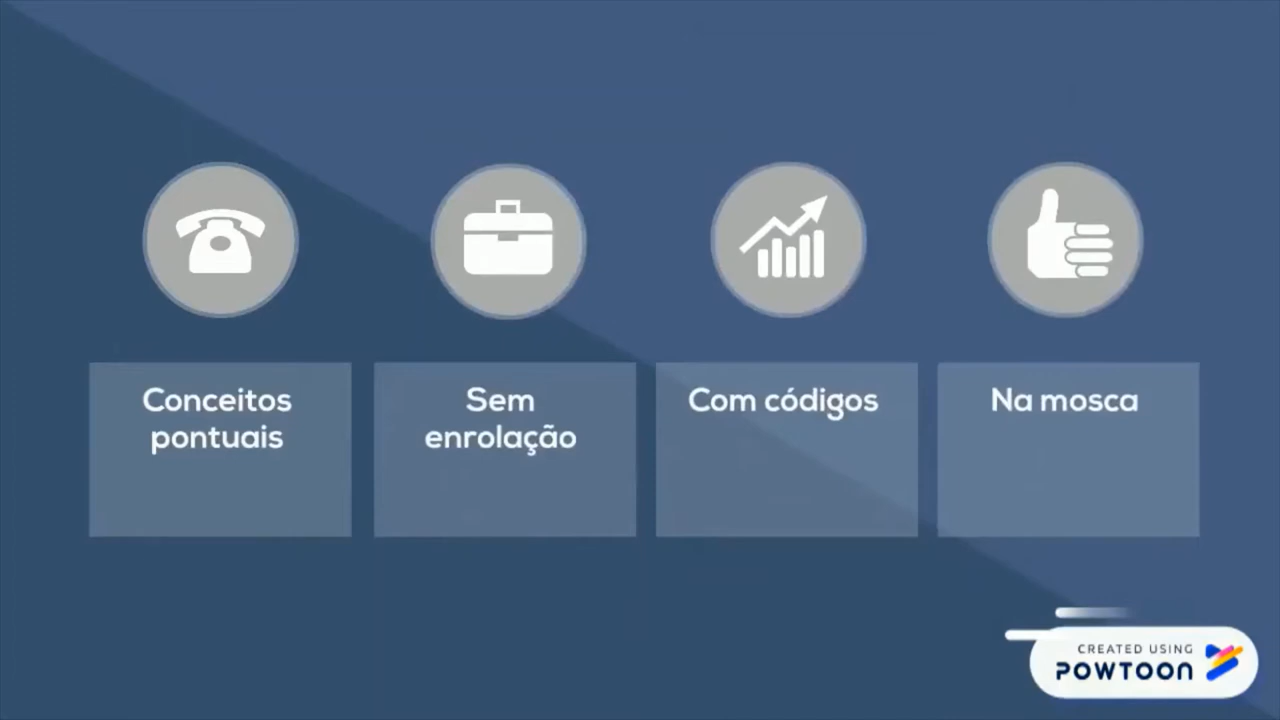 Conceitos
pontuais
Sem
enrolação
Com códigos
Na mosca
CREATED USING
POWTOON